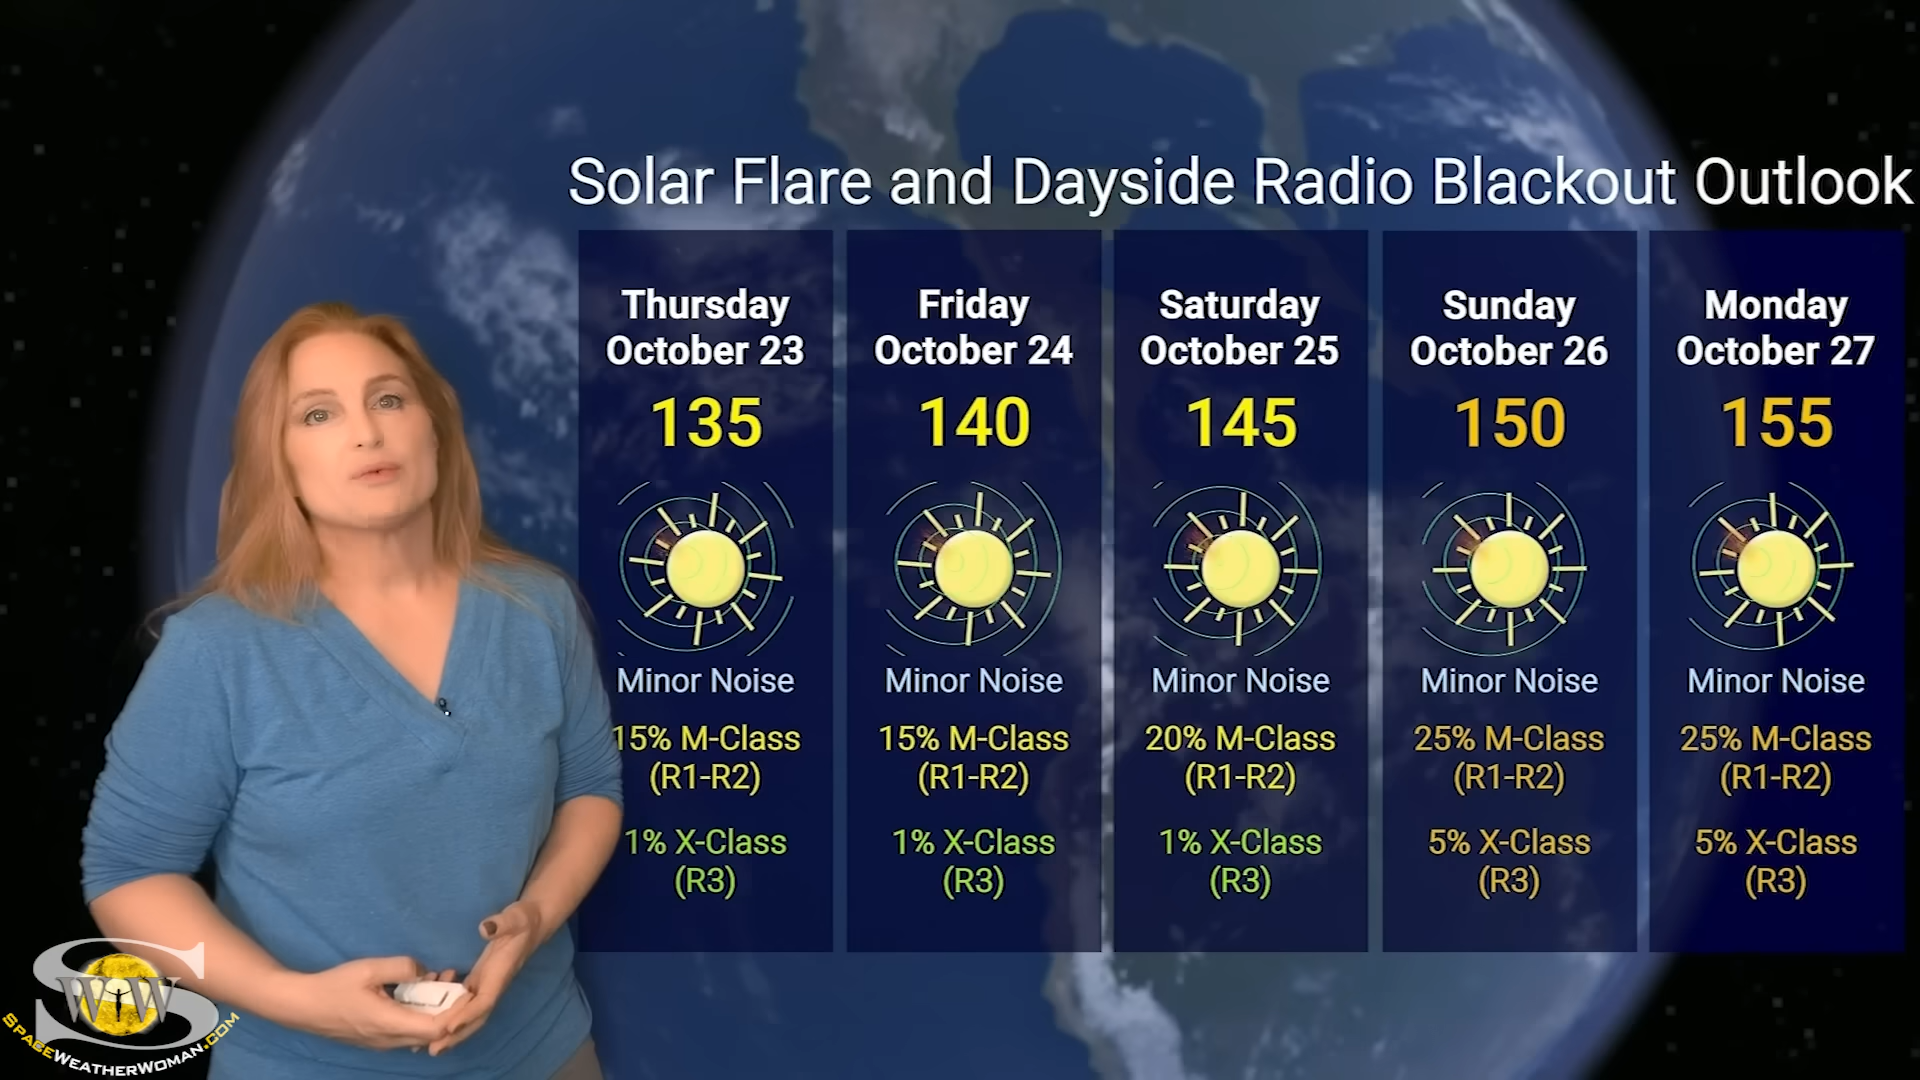 Solar Flare and Dayside Radio Blackout Outlook
Thursday
October 23
135
Minor Noise
15% M-Class
(R1-R2)
1% X-Class
(R3)
Friday
October 24
140
Minor Noise
15% M-Class
(R1-R2)
1% X-Class
(R3)
Saturday
October 25
145
Minor Noise
20% M-Class
(R1-R2)
1% X-Class
(R3)
Sunday
October 26
150
Minor Noise
25% M-Class
(R1-R2)
5% X-Class
(R3)
Monday
October 27
155
Minor Noise
25% M-Class
(R1-R2)
5% X-Class
(R3)
SWW
SPACEWEATHERWOMAN.COM